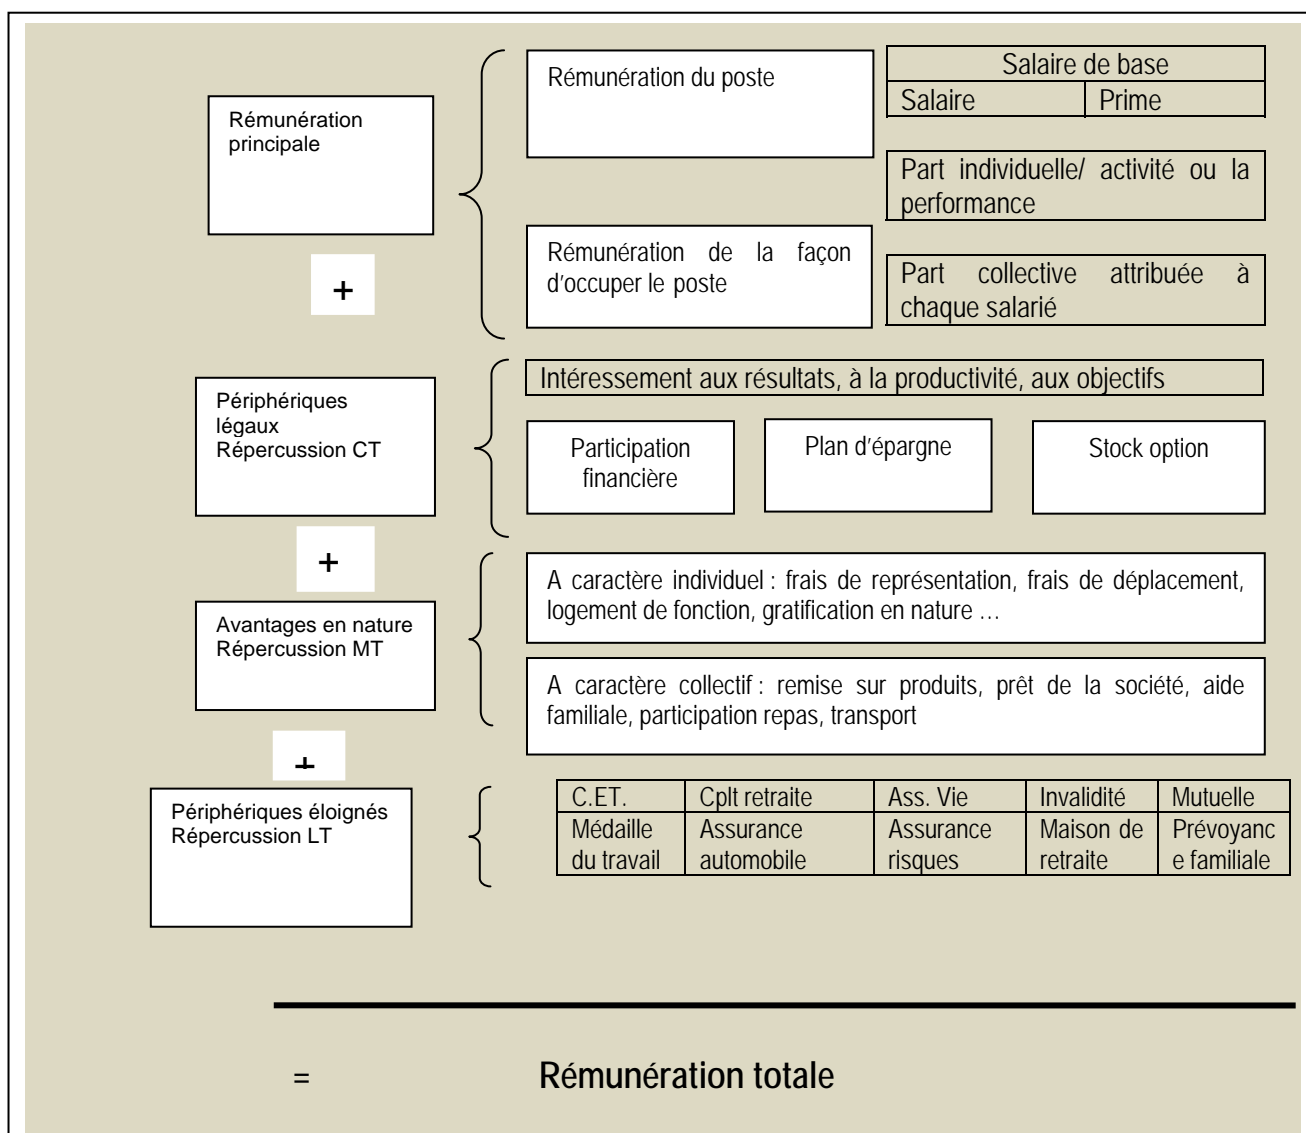 Rémunération
principale
Rémunération du poste
Salaire de base
Salaire Prime
Part individuelle/ activité ou la
performance
Rémunération de la façon
d'occuper le poste
Part collective attribuée à
chaque salarié
+
Périphériques
légaux
Répercussion CT
Intéressement aux résultats, à la productivité, aux objectifs
Participation
financière
Plan d'épargne
Stock option
+
Avantages en nature
Répercussion MT
A caractère individuel : frais de représentation, frais de déplacement,
logement de fonction, gratification en nature …
A caractère collectif : remise sur produits, prêt de la société, aide
familiale, participation repas, transport
+
Périphériques éloignés
Répercussion LT
C.ET. Cplt retraite Ass. Vie Invalidité Mutuelle
Médaille
du travail
Assurance
automobile
Assurance
risques
Maison de
retraite
Prévoyanc
e familiale
= Rémunération totale